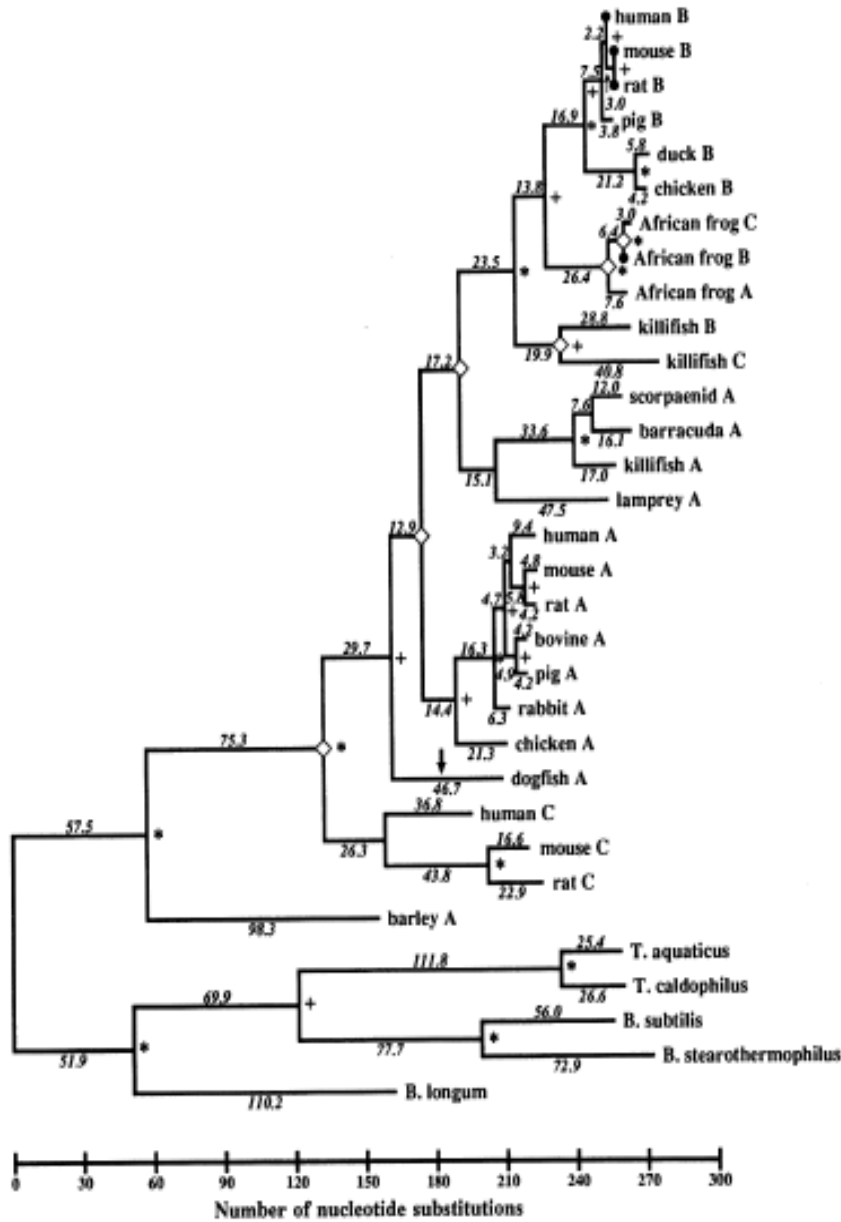 human B
2.2
+
mouse B
7.5
+
rat B
+
3.0
16.9
*
3.8
pig B
5.8
duck B
*
21.2
chicken B
13.8
4.2
+
3.0
African frog C
6.4
*
African frog B
23.5
*
26.4
*
African frog A
7.6
28.8
killifish B
+
19.9
killifish C
17.2
40.8
12.0
scorpaenid A
7.6
33.6
barracuda A
*
16.1
killifish A
15.1
17.0
lamprey A
47.5
12.9
9.4
human A
3.2
4.8
mouse A
+
4.7
rat A
+
4.2
4.2
bovine A
29.7
16.3
+
+
4.9
4.2
pig A
14.4
+
rabbit A
6.3
75.3
*
chicken A
21.3
dogfish A
46.7
36.8
human C
57.5
*
26.3
16.6
mouse C
43.8
*
rat C
22.9
barley A
98.3
25.4
T. aquaticus
111.8
*
T. caldophilus
69.9
26.6
+
56.0
B. subtilis
51.9
*
77.7
*
B. stearothermophilus
72.9
B. longum
110.2
0 30 60 90 120 150 180 210 240 270 300
Number of nucleotide substitutions